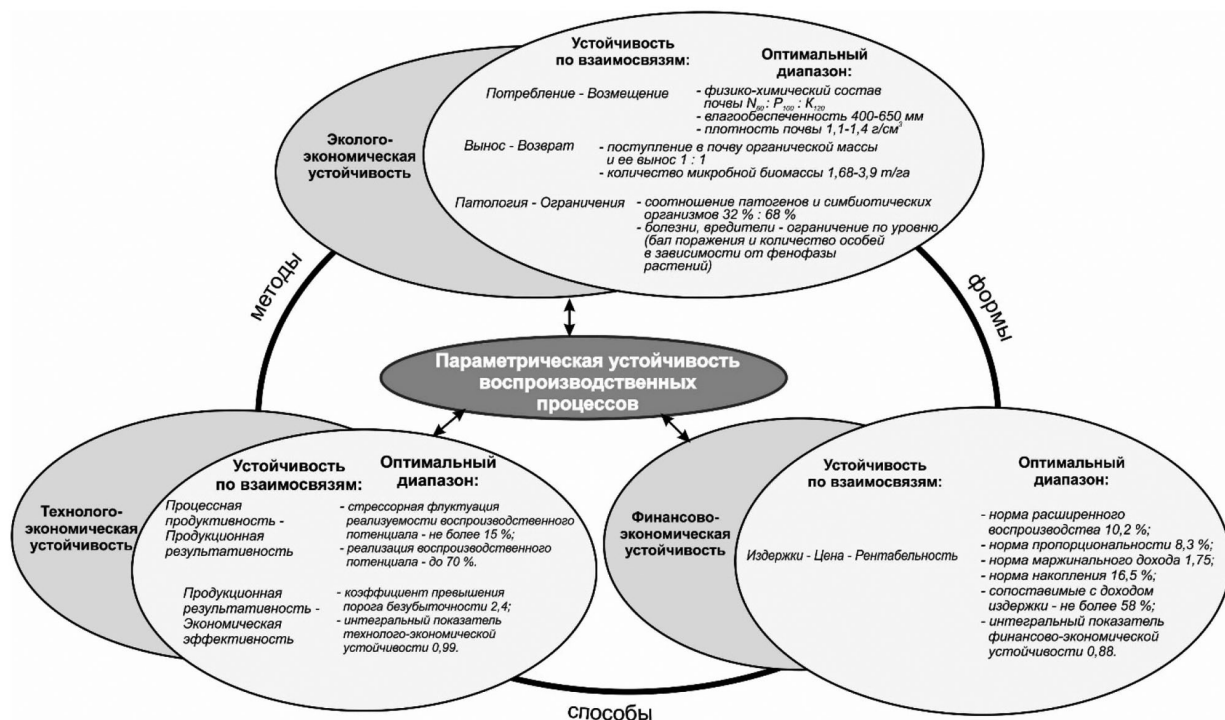 Эколого-
экономическая
устойчивость
Устойчивость
по взаимосвязям:
Оптимальный
диапазон:
Потребление - Возмещение
- физико-химический состав
почвы N₆₀ : P₁₀₀ : K₁₂₀
- влагообеспеченность 400-650 мм
- плотность почвы 1,1-1,4 г/см³
Вынос - Возврат
- поступление в почву органической массы
и ее вынос 1 : 1
- количество микробной биомассы 1,68-3,9 т/га
Патология - Ограничения
- соотношение патогенов и симбиотических
организмов 32 % : 68 %
- болезни, вредители - ограничение по уровню
(бал поражения и количество особей
в зависимости от фенофазы
растений)
методы
формы
Параметрическая устойчивость
воспроизводственных
процессов
Технолого-
экономическая
устойчивость
Устойчивость
по взаимосвязям:
Оптимальный
диапазон:
Процессная
продуктивность -
Продукционная
результативность
- стрессорная флуктуация
реализуемости воспроизводственного
потенциала - не более 15 %;
- реализация воспроизводственного
потенциала - до 70 %.
Продукционная
результативность -
Экономическая
эффективность
- коэффициент превышения
порога безубыточности 2,4;
- интегральный показатель
технолого-экономической
устойчивости 0,99.
Финансово-
экономическая
устойчивость
Устойчивость
по взаимосвязям:
Оптимальный
диапазон:
Издержки - Цена - Рентабельность
- норма расширенного
воспроизводства 10,2 %;
- норма пропорциональности 8,3 %;
- норма маржинального дохода 1,75;
- норма накопления 16,5 %;
- сопоставимые с доходом
издержки - не более 58 %;
- интегральный показатель
финансово-экономической
устойчивости 0,88.
способы